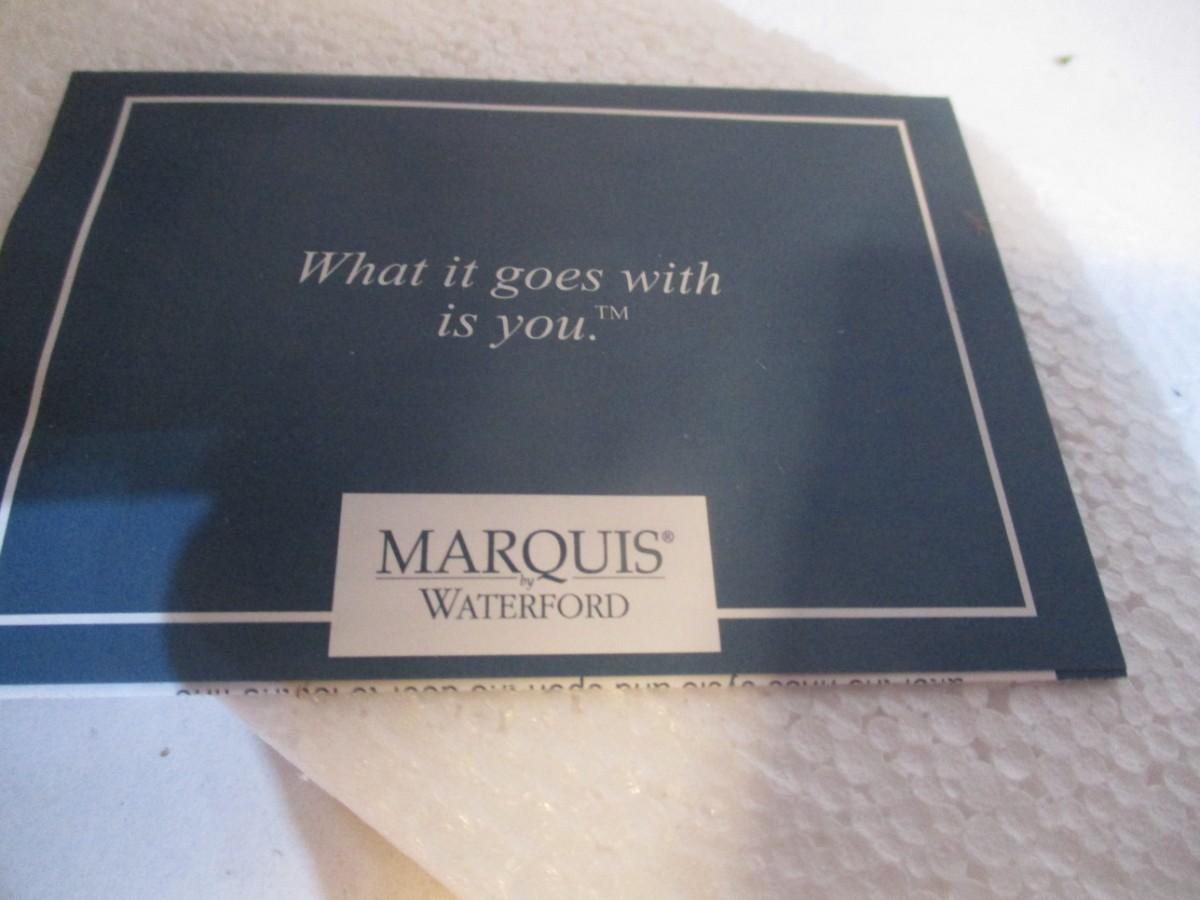 What it goes with
is you.™
MARQUIS®
by
WATERFORD